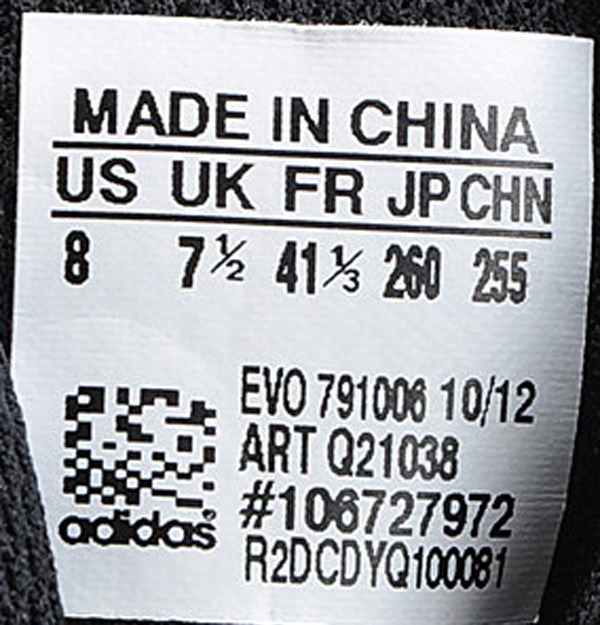 MADE IN CHINA
US UK FR JP CHN
8 7½ 41⅓ 260 255
EVO 791006 10/12
ART Q21038
#106727972
adidas®
R2DCDYQ100081